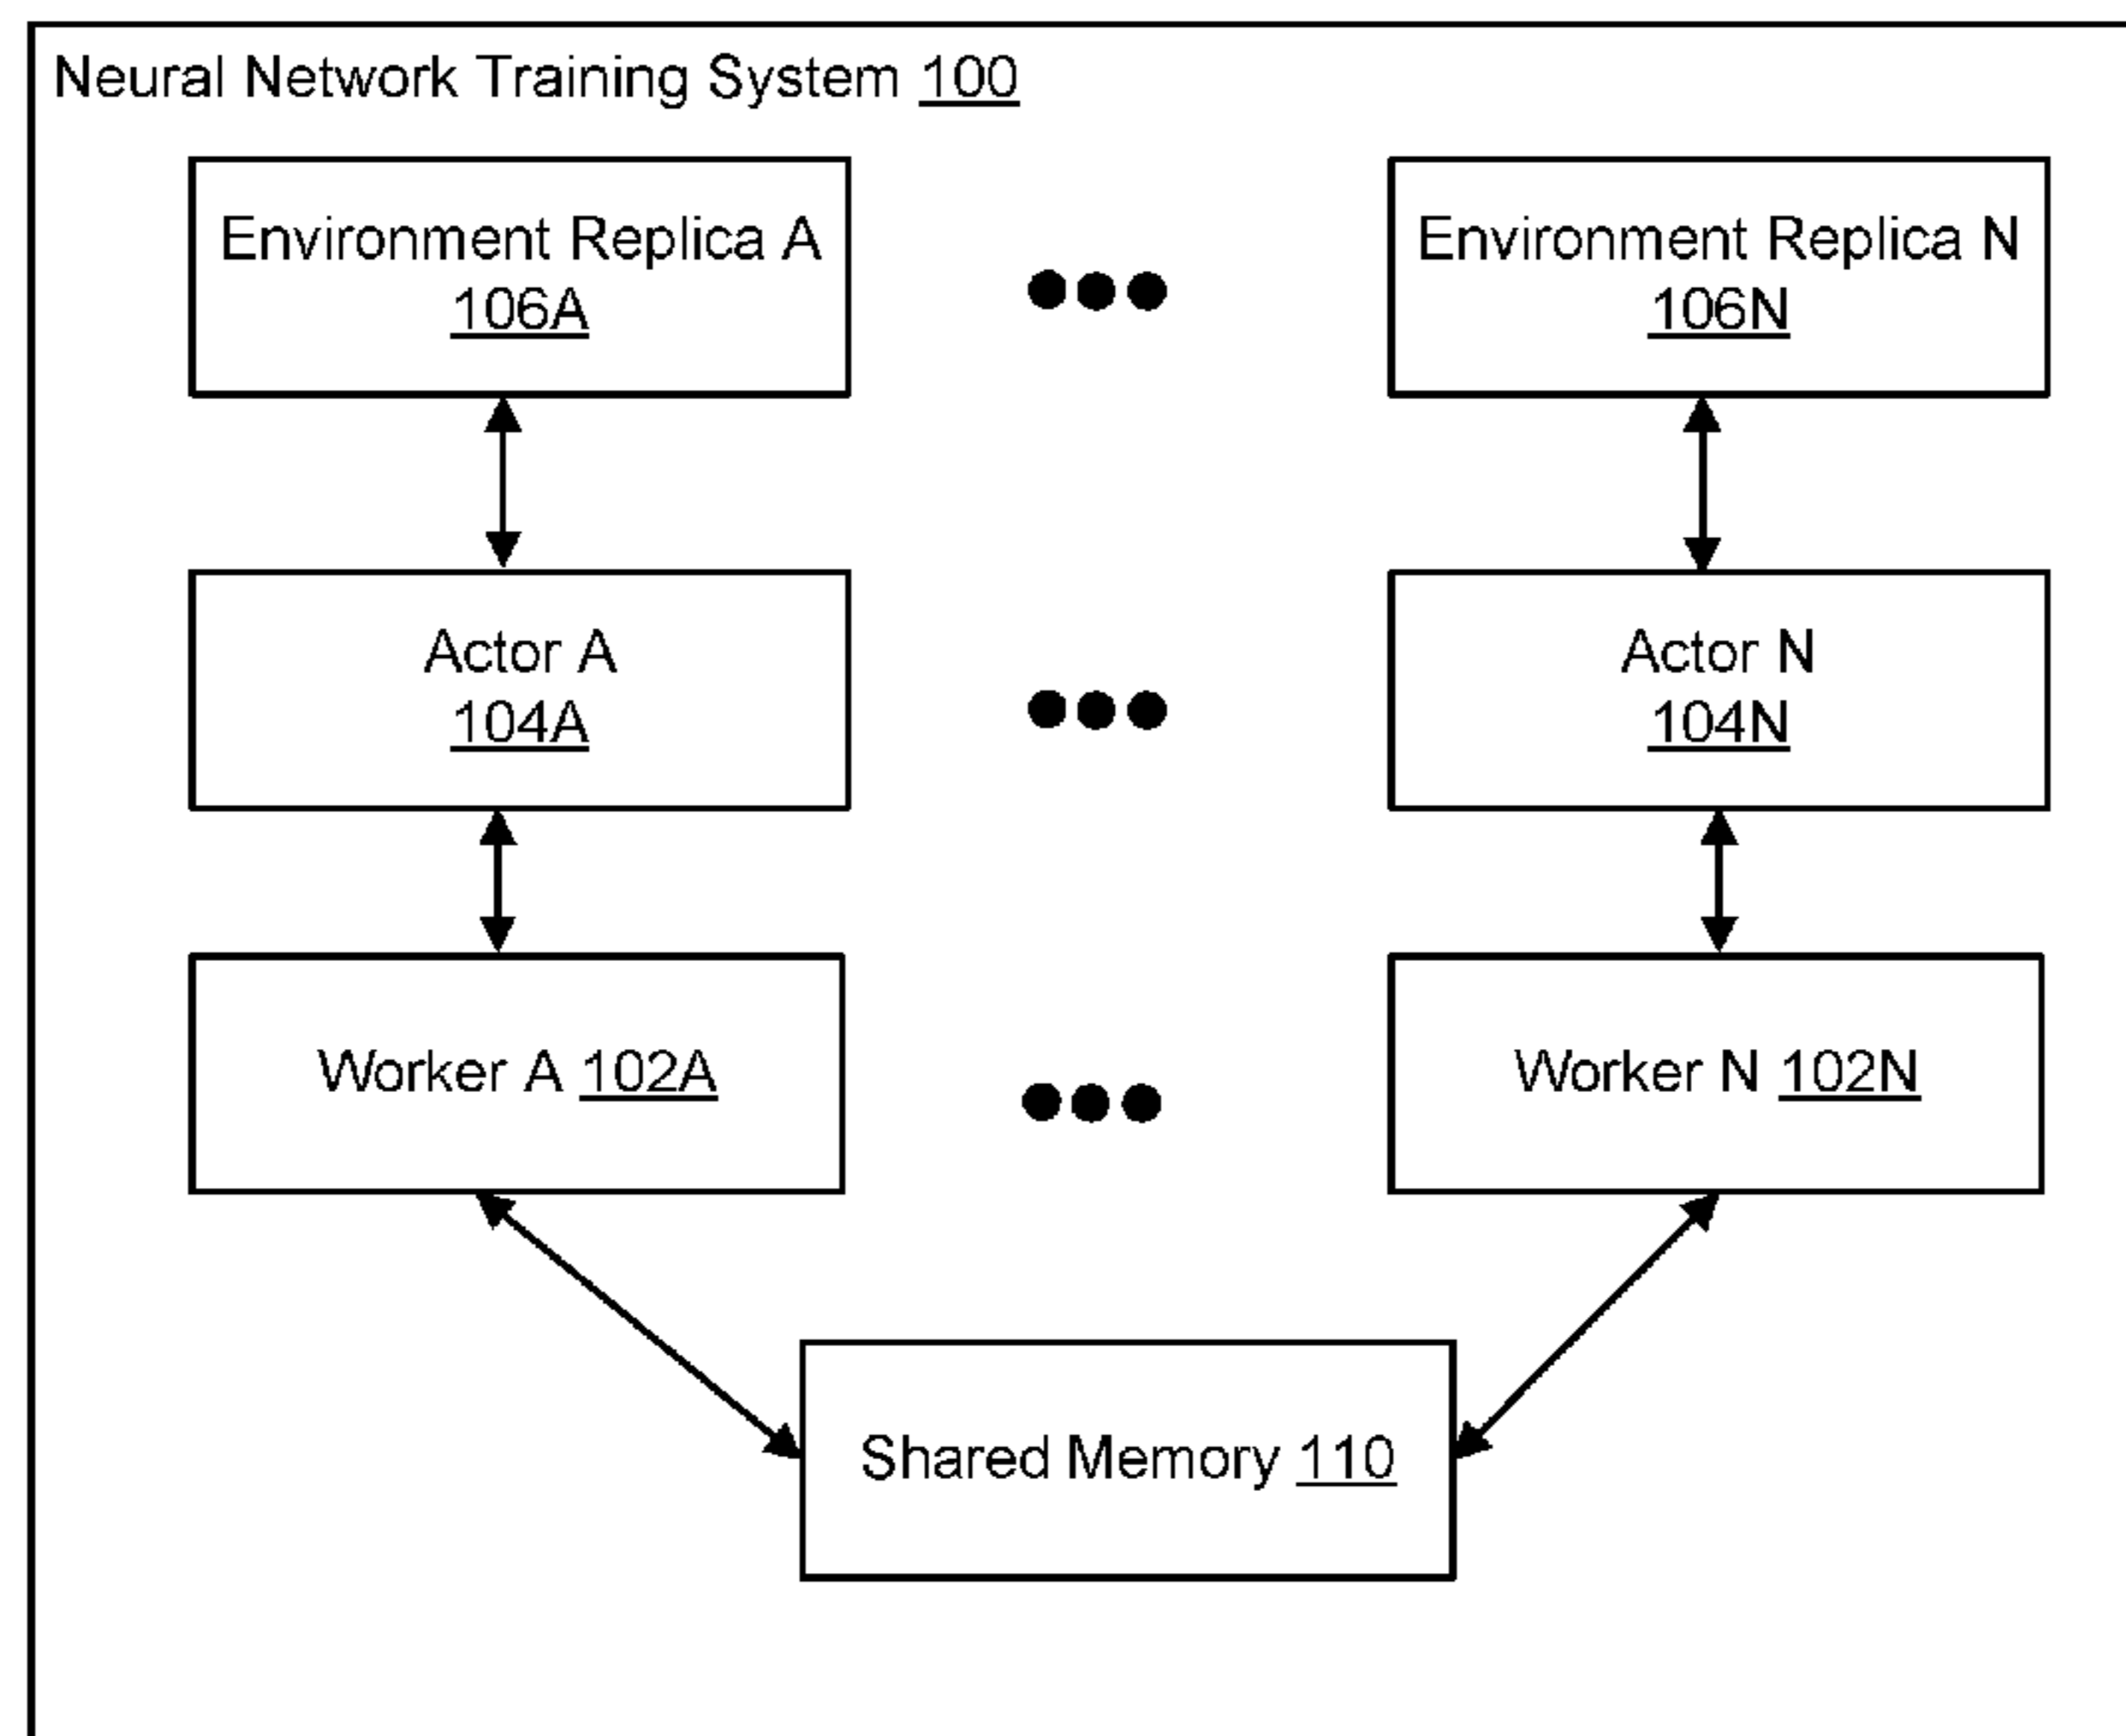 Neural Network Training System 100
Environment Replica A
106A
Environment Replica N
106N
Actor A
104A
Actor N
104N
Worker A 102A
Worker N 102N
Shared Memory 110